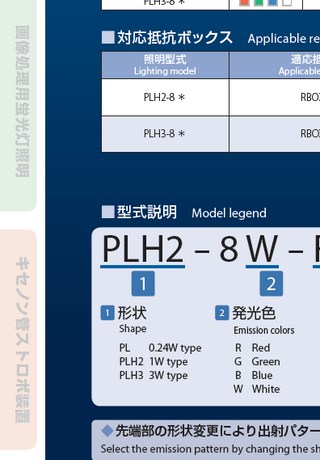 PLH3-8 *
■対応抵抗ボックス Applicable re
照明型式
Lighting model
適応抵
Applicable
PLH2-8 *
RBO
PLH3-8 *
RBO
■型式説明 Model legend
PLH2 – 8 W –
1
2
1 形状
Shape
PL 0.24W type
PLH2 1W type
PLH3 3W type
2 発光色
Emission colors
R Red
G Green
B Blue
W White
◆先端部の形状変更により出射パター
Select the emission pattern by changing the sh
画像処理用蛍光灯照明
キセノン管ストロボ装置